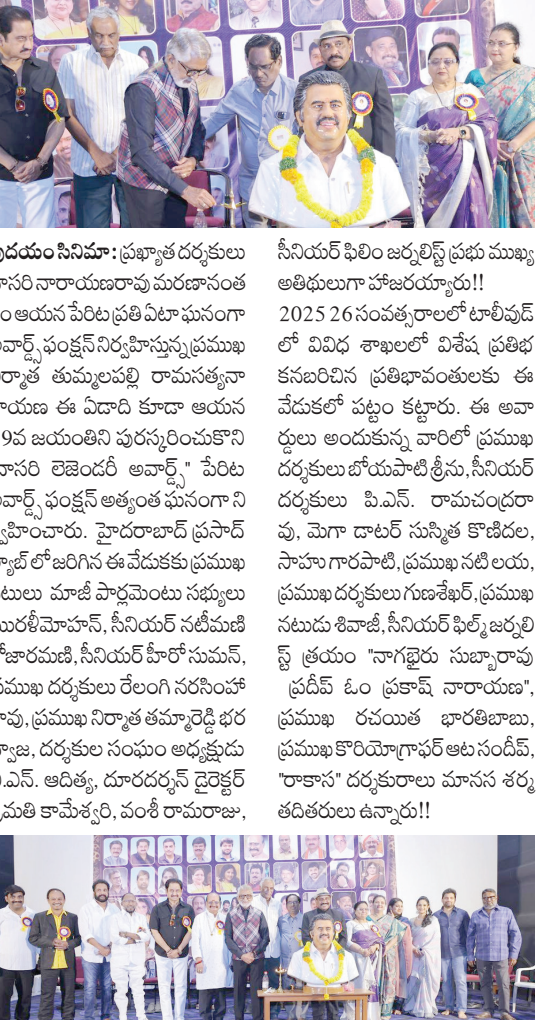 దయం సినిమా: ప్రఖ్యాత దర్శకులు
సరి నారాయణరావు మరణానంత
ఆయన పేరిట ప్రతి ఏటా ఘనంగా
వార్డ్స్ ఫంక్షన్ నిర్వహిస్తున్న ప్రముఖ
ర్మాత తుమ్మలపల్లి రామసత్యనా
రాయణ ఈ ఏడాది కూడా ఆయన
9వ జయంతిని పురస్కరించుకొని
సరి లెజెండరీ అవార్డ్స్" పేరిట
వార్డ్స్ ఫంక్షన్ అత్యంత ఘనంగా ని
ర్వహించారు. హైదరాబాద్ ప్రసాద్
ల్యాబ్ లో జరిగిన ఈ వేడుకకు ప్రముఖ
టులు మాజీ పార్లమెంటు సభ్యులు
మురళీమోహన్, సీనియర్ నటీమణి
రోజారమణి, సీనియర్ హీరో సుమన్,
ప్రముఖ దర్శకులు రేలంగి నరసింహా
రావు, ప్రముఖ నిర్మాత తమ్మారెడ్డి భర
ద్వాజ, దర్శకుల సంఘం అధ్యక్షుడు
.ఎన్. ఆదిత్య, దూరదర్శన్ డైరెక్టర్
మతి కామేశ్వరి, వంశీ రామరాజు,
సీనియర్ ఫిలిం జర్నలిస్ట్ ప్రభు ముఖ్య
అతిథులుగా హాజరయ్యారు!!
2025 26 సంవత్సరాలలో టాలీవుడ్
లో వివిధ శాఖలలో విశేష ప్రతిభ
కనబరిచిన ప్రతిభావంతులకు ఈ
వేడుకలో పట్టం కట్టారు. ఈ అవా
ర్డులు అందుకున్న వారిలో ప్రముఖ
దర్శకులు బోయపాటి శ్రీను, సీనియర్
దర్శకులు పి.ఎన్. రామచంద్రరా
వు, మెగా డాటర్ సుస్మిత కొణిదల,
సాహు గారపాటి, ప్రముఖ నటి లయ,
ప్రముఖ దర్శకులు గుణశేఖర్, ప్రముఖ
నటుడు శివాజీ, సీనియర్ ఫిల్మ్ జర్నలి
స్ట్ త్రయం "నాగభైరు సుబ్బారావు
ప్రదీప్ ఓం ప్రకాష్ నారాయణ",
ప్రముఖ రచయిత భారతిబాబు,
ప్రముఖ కొరియోగ్రాఫర్ ఆట సందీప్,
"రాకాస" దర్శకురాలు మానస శర్మ
తదితరులు ఉన్నారు!!